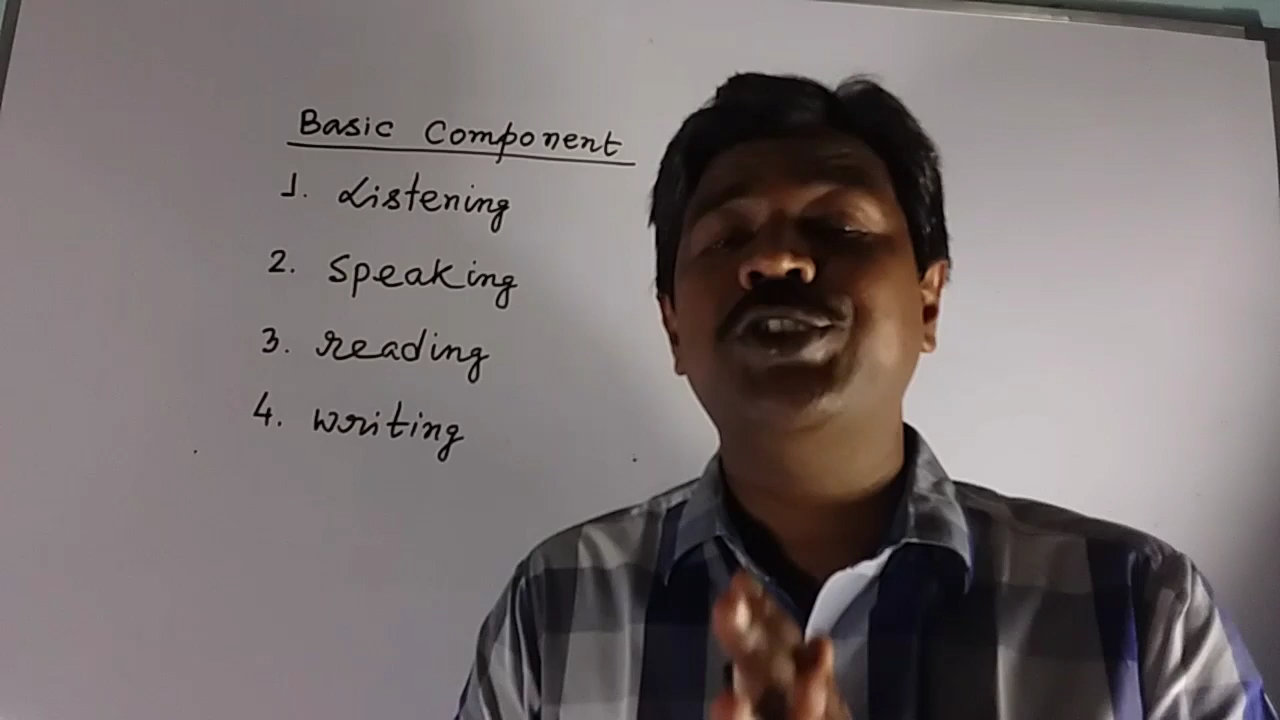 Basic Component
1. Listening
2. Speaking
3. reading
4. writing